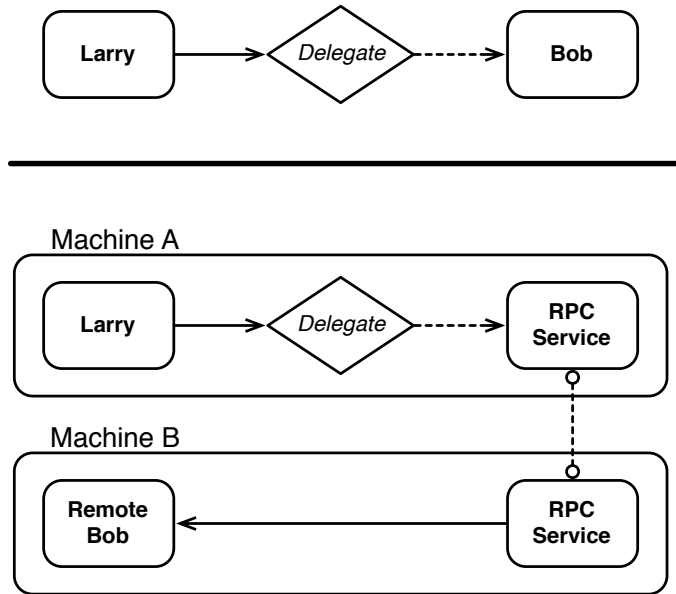 Larry
Delegate
Bob
Machine A
Larry
Delegate
RPC
Service
Machine B
Remote
Bob
RPC
Service